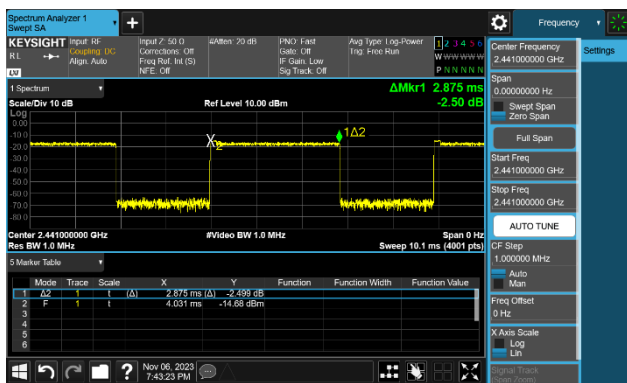 Spectrum Analyzer 1
Swept SA
Frequency
KEYSIGHT
RL
Input: RF
Coupling: DC
Align: Auto
Input Z: 50 Ω
Corrections: Off
Freq Ref: Int (S)
NFE: Off
#Atten: 20 dB
PNO: Fast
Gate: Off
IF Gain: Low
Sig Track: Off
Avg Type: Log-Power
Trig: Free Run
1 2 3 4 5 6
W W W W W W
P N N N N N
LXI
1 Spectrum
ΔMkr1 2.875 ms
-2.50 dB
Scale/Div 10 dB
Ref Level 10.00 dBm
Log
0.00
-10.0
-20.0
-30.0
-40.0
-50.0
-60.0
-70.0
-80.0
X2
1Δ2
Center 2.441000000 GHz
#Video BW 1.0 MHz
Span 0 Hz
Res BW 1.0 MHz
Sweep 10.1 ms (4001 pts)
5 Marker Table
Mode Trace Scale X Y Function Function Width Function Value
1 Δ2 1 t (Δ) 2.875 ms (Δ) -2.499 dB
2 F 1 t 4.031 ms -14.68 dBm
3
4
5
6
Nov 06, 2023
7:43:23 PM
Center Frequency
2.441000000 GHz
Settings
Span
0.00000000 Hz
Swept Span
Zero Span
Full Span
Start Freq
2.441000000 GHz
Stop Freq
2.441000000 GHz
AUTO TUNE
CF Step
1.000000 MHz
Auto
Man
Freq Offset
0 Hz
X Axis Scale
Log
Lin
Signal Track
(Span Zoom)